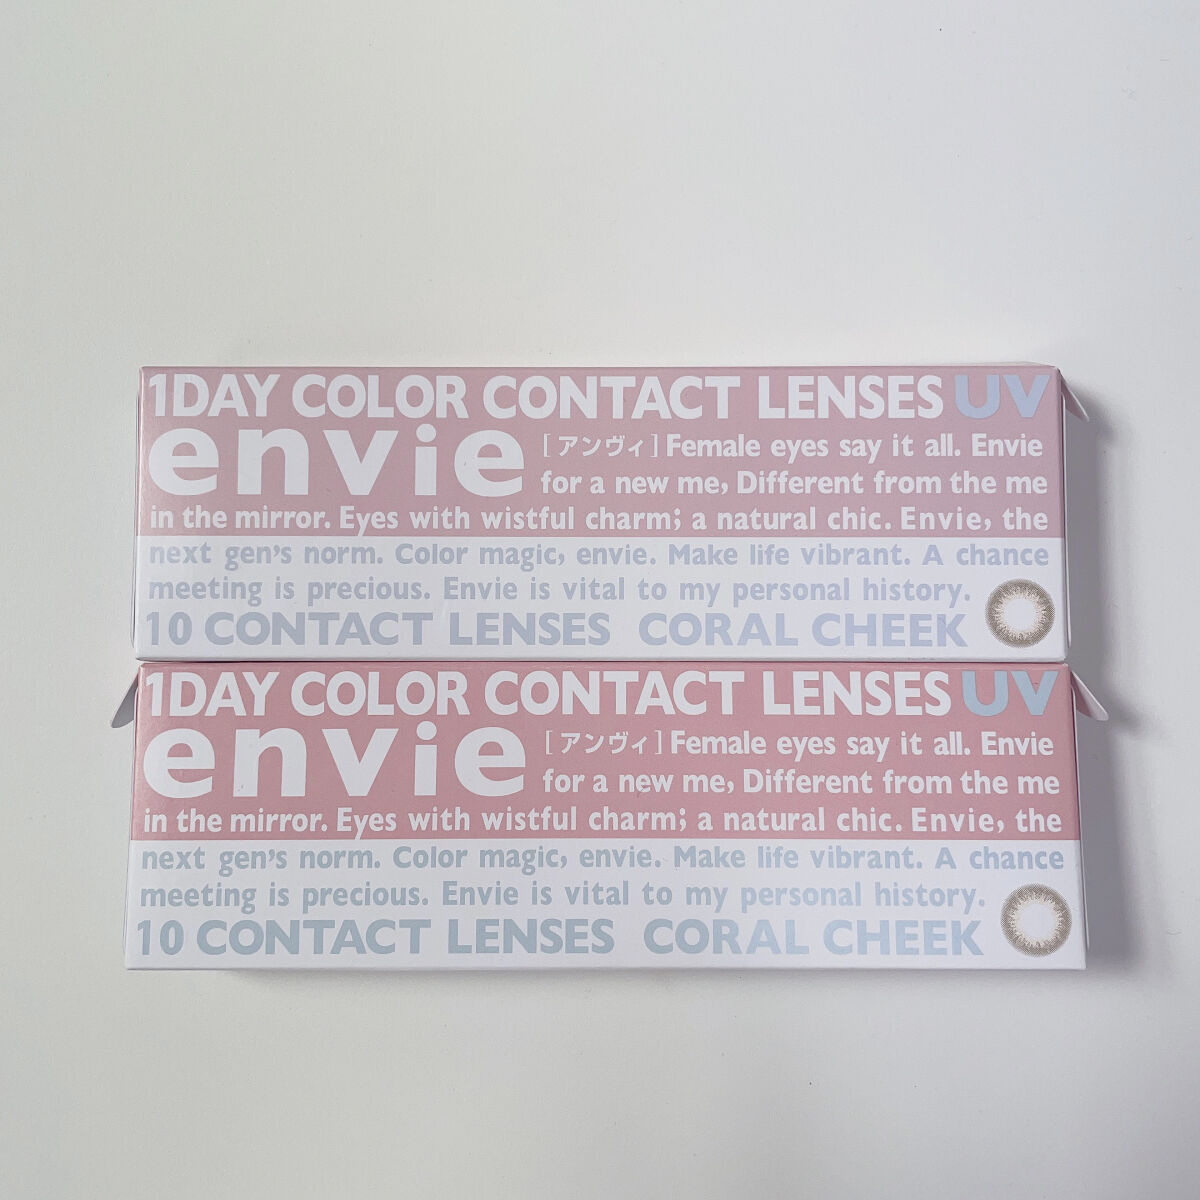 1DAY COLOR CONTACT LENSES UV
envie [アンヴィ] Female eyes say it all. Envie
for a new me, Different from the me
in the mirror. Eyes with wistful charm; a natural chic. Envie, the
next gen's norm. Color magic, envie. Make life vibrant. A chance
meeting is precious. Envie is vital to my personal history.
10 CONTACT LENSES CORAL CHEEK
1DAY COLOR CONTACT LENSES UV
envie [アンヴィ] Female eyes say it all. Envie
for a new me, Different from the me
in the mirror. Eyes with wistful charm; a natural chic. Envie, the
next gen's norm. Color magic, envie. Make life vibrant. A chance
meeting is precious. Envie is vital to my personal history.
10 CONTACT LENSES CORAL CHEEK